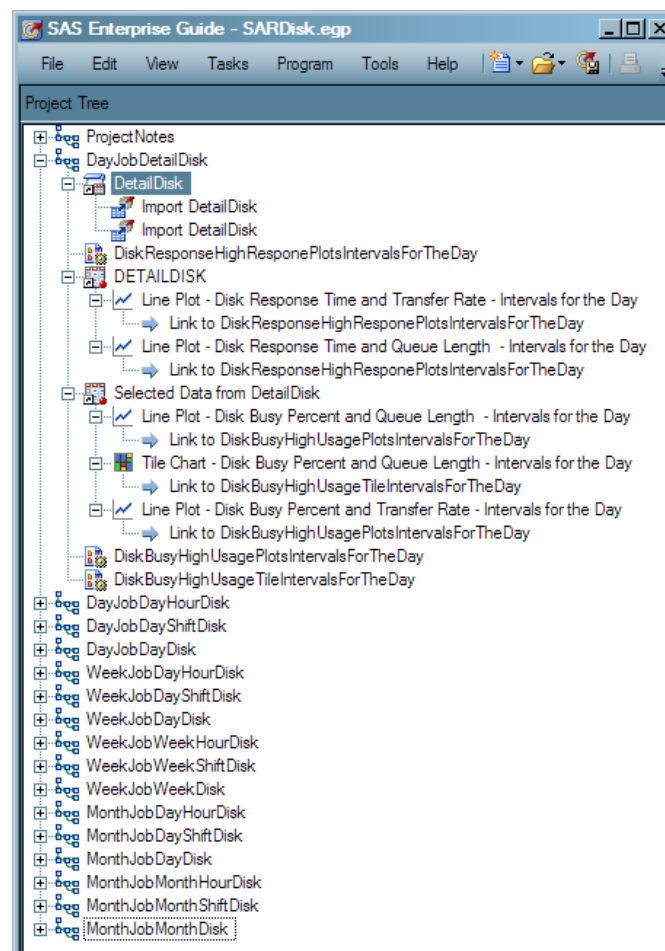 SAS Enterprise Guide - SARDisk.egp
File Edit View Tasks Program Tools Help
Project Tree
ProjectNotes
DayJobDetailDisk
DetailDisk
Import DetailDisk
Import DetailDisk
DiskResponseHighResponePlotsIntervalsForTheDay
DETAILDISK
Line Plot - Disk Response Time and Transfer Rate - Intervals for the Day
Link to DiskResponseHighResponePlotsIntervalsForTheDay
Line Plot - Disk Response Time and Queue Length - Intervals for the Day
Link to DiskResponseHighResponePlotsIntervalsForTheDay
Selected Data from DetailDisk
Line Plot - Disk Busy Percent and Queue Length - Intervals for the Day
Link to DiskBusyHighUsagePlotsIntervalsForTheDay
Tile Chart - Disk Busy Percent and Queue Length - Intervals for the Day
Link to DiskBusyHighUsageTileIntervalsForTheDay
Line Plot - Disk Busy Percent and Transfer Rate - Intervals for the Day
Link to DiskBusyHighUsagePlotsIntervalsForTheDay
DiskBusyHighUsagePlotsIntervalsForTheDay
DiskBusyHighUsageTileIntervalsForTheDay
DayJobDayHourDisk
DayJobDayShiftDisk
DayJobDayDisk
WeekJobDayHourDisk
WeekJobDayShiftDisk
WeekJobDayDisk
WeekJobWeekHourDisk
WeekJobWeekShiftDisk
WeekJobWeekDisk
MonthJobDayHourDisk
MonthJobDayShiftDisk
MonthJobDayDisk
MonthJobMonthHourDisk
MonthJobMonthShiftDisk
MonthJobMonthDisk